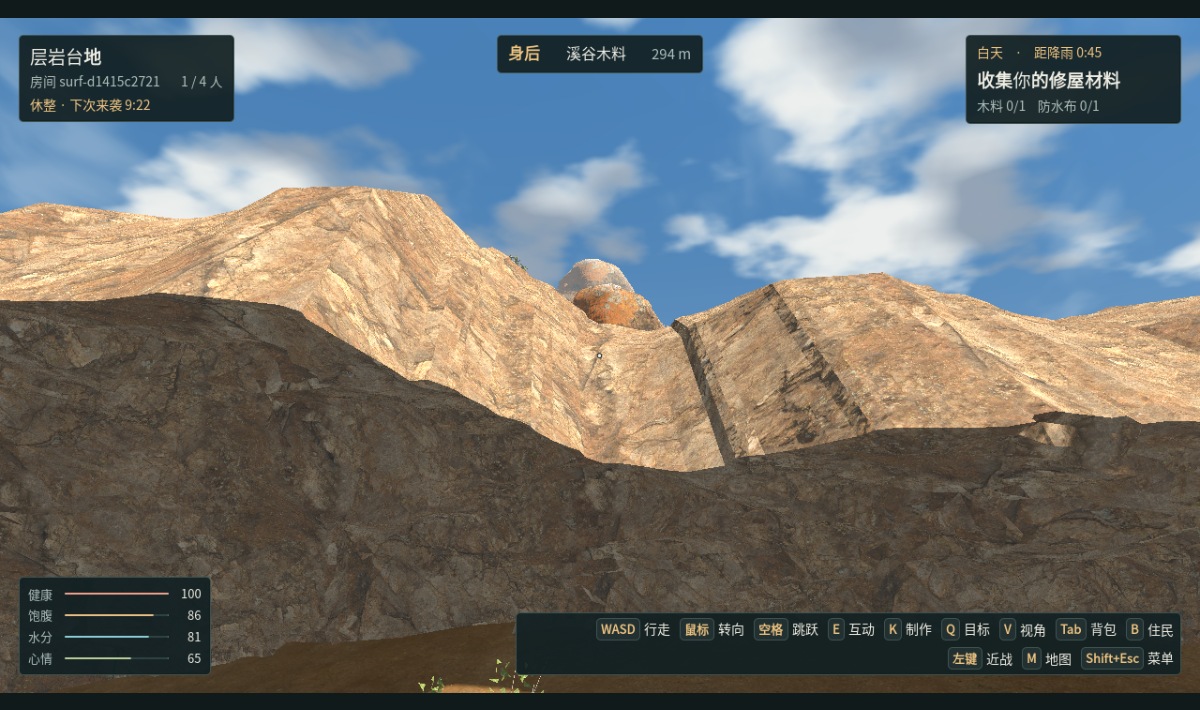 层岩台地
房间 surf-d1415c2721 1 / 4 人
休整 · 下次来袭 9:22
身后 溪谷木料 294 m
白天 · 距降雨 0:45
收集你的修屋材料
木料 0/1 防水布 0/1
健康 100
饱腹 86
水分 81
心情 65
WASD 行走 鼠标 转向 空格 跳跃 E 互动 K 制作 Q 目标 V 视角 Tab 背包 B 住民
左键 近战 M 地图 Shift+Esc 菜单